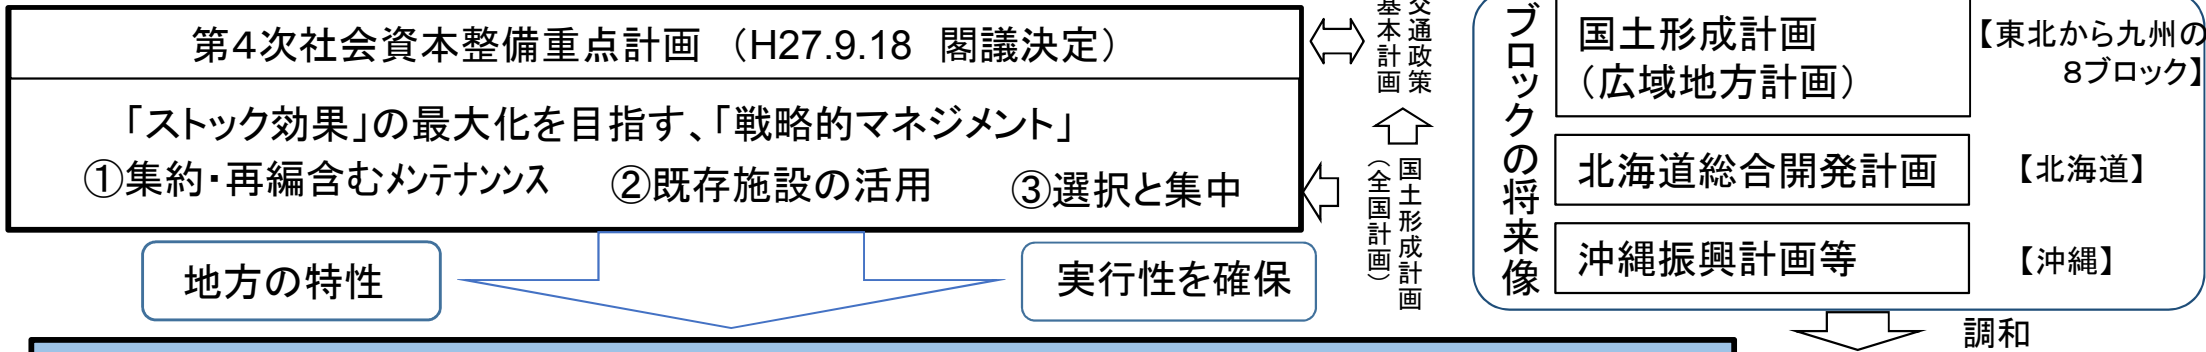 第４次社会資本整備重点計画 （H27.9.18 閣議決定）
「ストック効果」の最大化を目指す、「戦略的マネジメント」
①集約・再編含むメンテナンンス ②既存施設の活用 ③選択と集中
地方の特性
実行性を確保
交通政策
基本計画
国土形成計画
（全国計画）
ブロックの将来像
国土形成計画
（広域地方計画）
【東北から九州の
８ブロック】
北海道総合開発計画
【北海道】
沖縄振興計画等
【沖縄】
調和